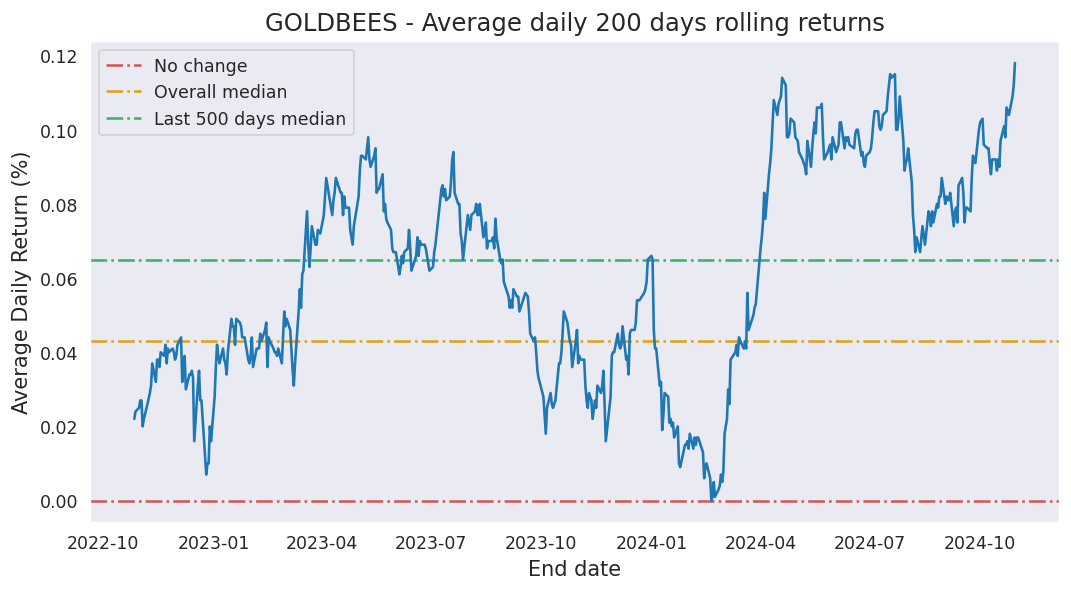 GOLDBEES - Average daily 200 days rolling returns
No change
Overall median
Last 500 days median
Average Daily Return (%)
0.12
0.10
0.08
0.06
0.04
0.02
0.00
2022-10 2023-01 2023-04 2023-07 2023-10 2024-01 2024-04 2024-07 2024-10
End date